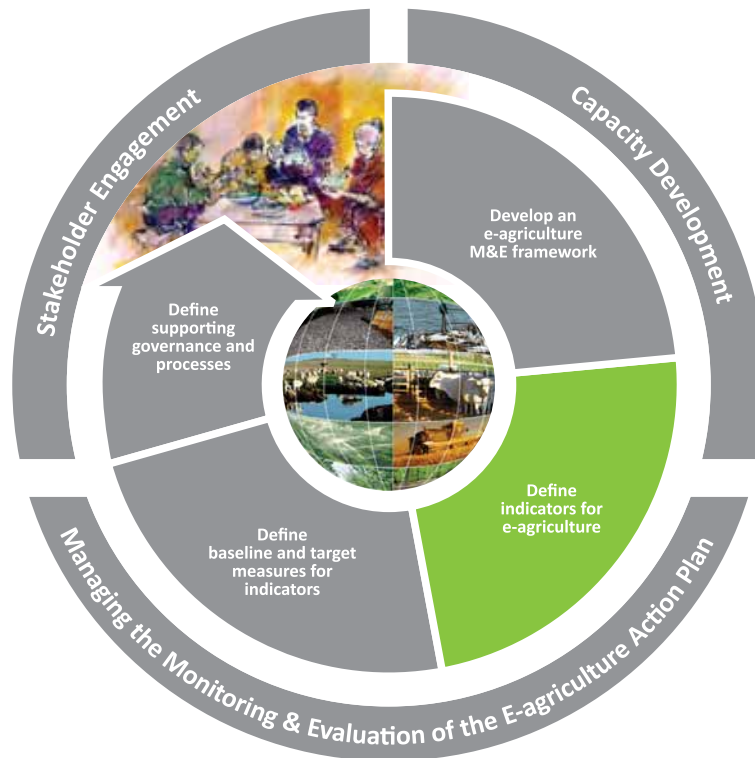 Stakeholder Engagement
Capacity Development
Develop an
e-agriculture
M&E framework
Define
supporting
governance and
processes
Define
indicators for
e-agriculture
Define
baseline and target
measures for
indicators
Managing the Monitoring & Evaluation of the E-agriculture Action Plan